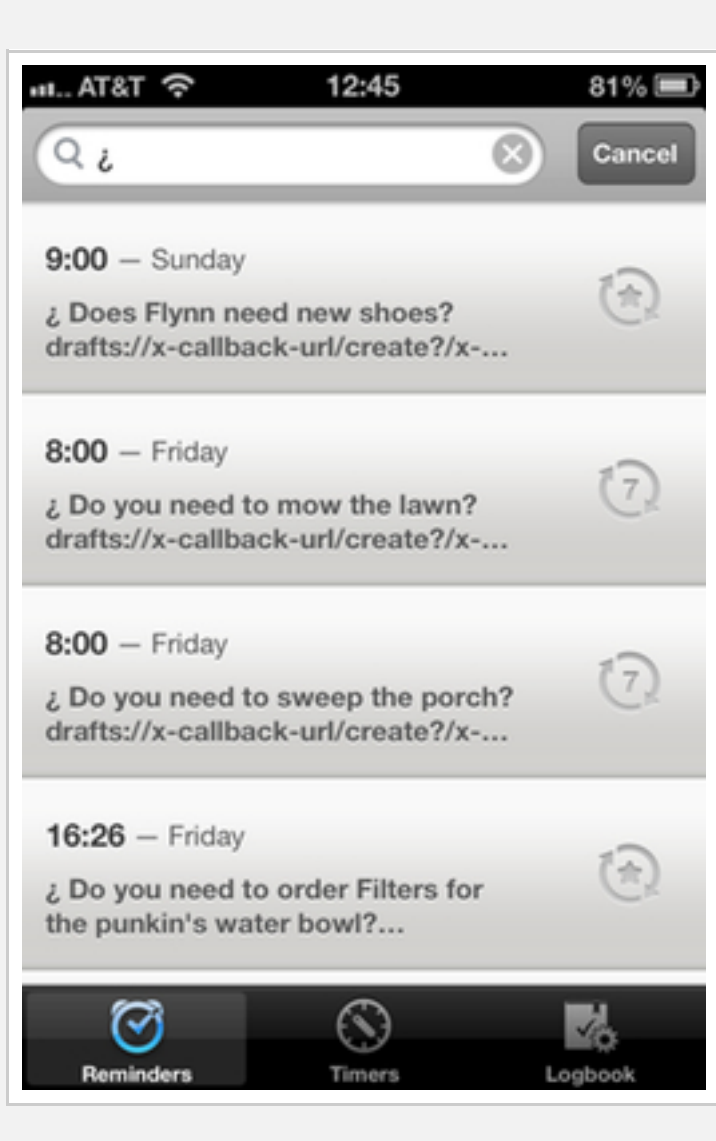 AT&T 12:45 81%
¿ Cancel
9:00 — Sunday
¿ Does Flynn need new shoes?
drafts://x-callback-url/create?/x-...
8:00 — Friday
7
¿ Do you need to mow the lawn?
drafts://x-callback-url/create?/x-...
8:00 — Friday
7
¿ Do you need to sweep the porch?
drafts://x-callback-url/create?/x-...
16:26 — Friday
¿ Do you need to order Filters for
the punkin's water bowl?...
Reminders Timers Logbook